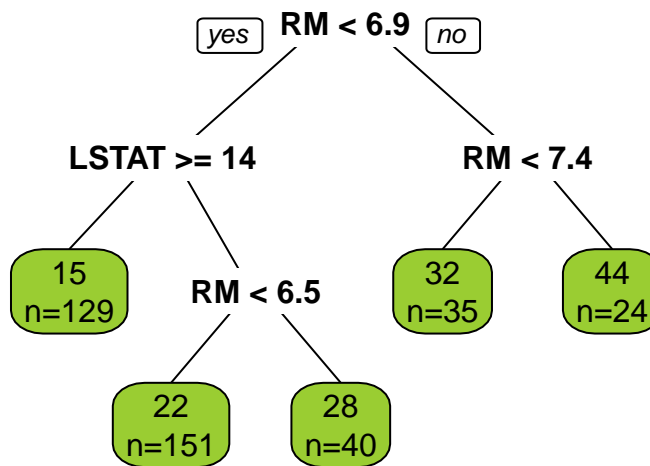 yes RM < 6.9 no
LSTAT >= 14 RM < 7.4
15 32 44
n=129 n=35 n=24
RM < 6.5
22 28
n=151 n=40